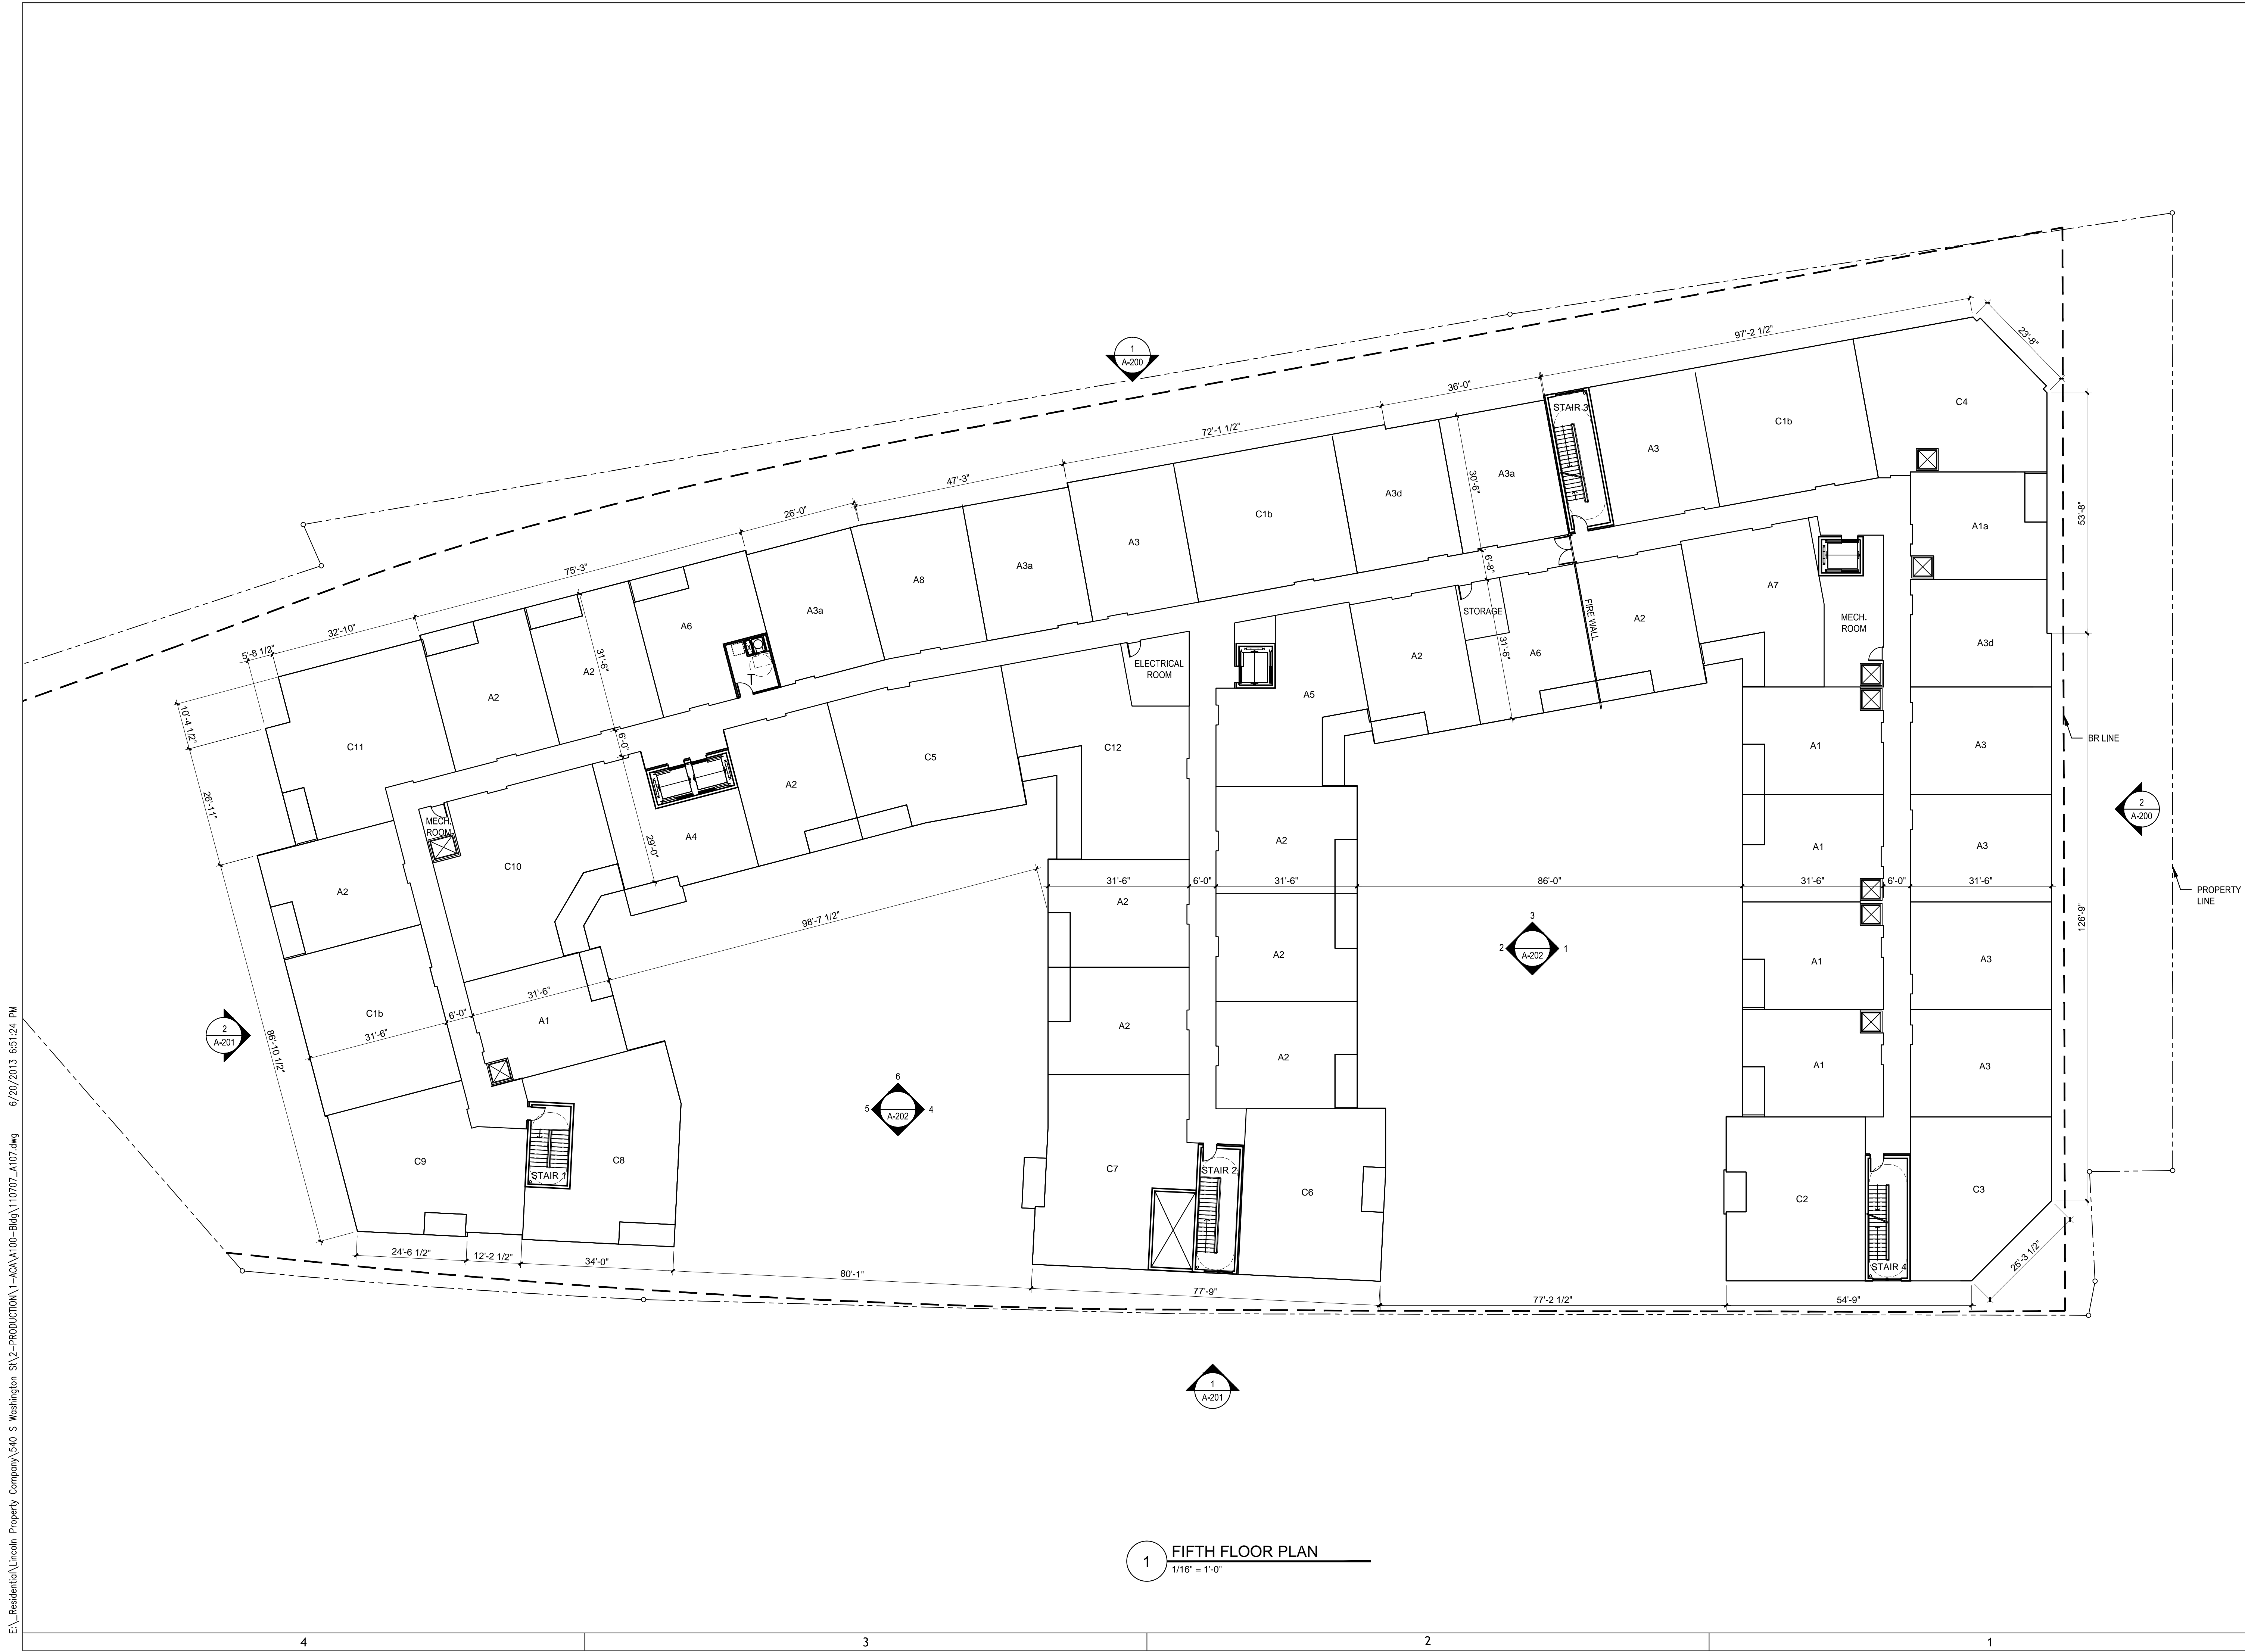 1
A-200
97'-2 1/2"
23'-8"
36'-0"
72'-1 1/2"
47'-3"
26'-0"
75'-3"
32'-10"
5'-8 1/2"
10'-4 1/2"
26'-11"
86'-10 1/2"
STAIR 3
C4
C1b
A3
A3a
30'-6"
A3d
C1b
A3
A3a
A8
A3a
A6
A2
31'-6"
A2
C11
53'-8"
A1a
6'-8"
A7
MECH.
ROOM
FIRE WALL
A2
STORAGE
31'-6"
A6
A2
A5
ELECTRICAL
ROOM
C12
C5
A2
6'-0"
A4
29'-0"
MECH.
ROOM
C10
A2
A3d
A1
A3
BR LINE
A2
A1
A3
2
A-200
PROPERTY
LINE
31'-6"
6'-0"
31'-6"
86'-0"
31'-6"
6'-0"
31'-6"
A2
98'-7 1/2"
126'-9"
3
2
A-202
1
A2
A1
A3
31'-6"
6'-0"
31'-6"
C1b
A1
2
A-201
A2
A2
A1
A3
6
5
A-202
4
C9
STAIR 1
C8
C7
STAIR 2
C6
C2
STAIR 4
C3
24'-6 1/2"
12'-2 1/2"
34'-0"
80'-1"
77'-9"
77'-2 1/2"
54'-9"
25'-3 1/2"
1
A-201
1
FIFTH FLOOR PLAN
1/16" = 1'-0"
4
3
2
1
E:\_Residential\Lincoln Property Company\540 S Washington St\2-PRODUCTION\1-ACA\A100-Bldg\110707_A107.dwg 6/20/2013 6:51:24 PM